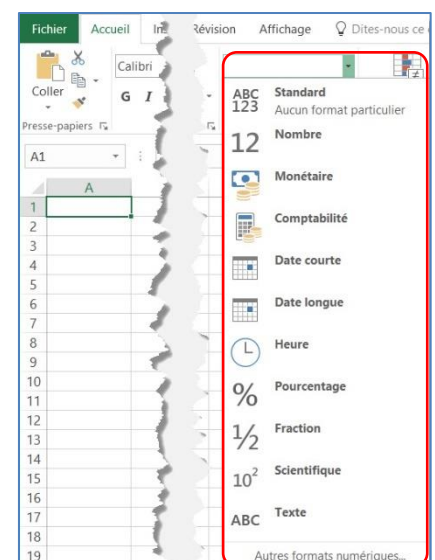 Fichier Accueil In Révision Affichage Dites-nous ce
Coller
Calibri
G I
Presse-papiers
A1
A
1
2
3
4
5
6
7
8
9
10
11
12
13
14
15
16
17
18
19
ABC
123
Standard
Aucun format particulier
12 Nombre
Monétaire
Comptabilité
Date courte
Date longue
Heure
% Pourcentage
1/2 Fraction
10² Scientifique
ABC Texte
Autres formats numériques...